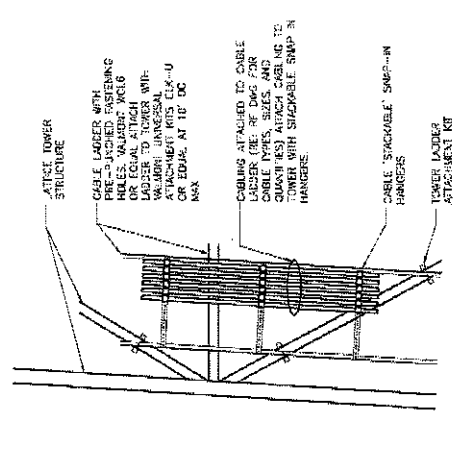 LATTICE TOWER
STRUCTURE
CABLE LADDER WITH
PRE-PUNCHED FASTENING
HOLES. VALMONT
OR EQUAL ATTACH
LADDER TO TOWER WITH
VALMONT UNIVERSAL
ATTACHMENT KITS
OR EQUAL AT 10' OC
MAX
CABLING ATTACHED TO CABLE
LADDER (RE: RF DWG FOR
CABLE TYPES, SIZES, AND
QUANTITIES) ATTACH CABLING TO
TOWER WITH STACKABLE SNAP IN
HANGERS.
CABLE STACKABLE SNAP-IN
HANGERS
TOWER LADDER
ATTACHMENT KIT